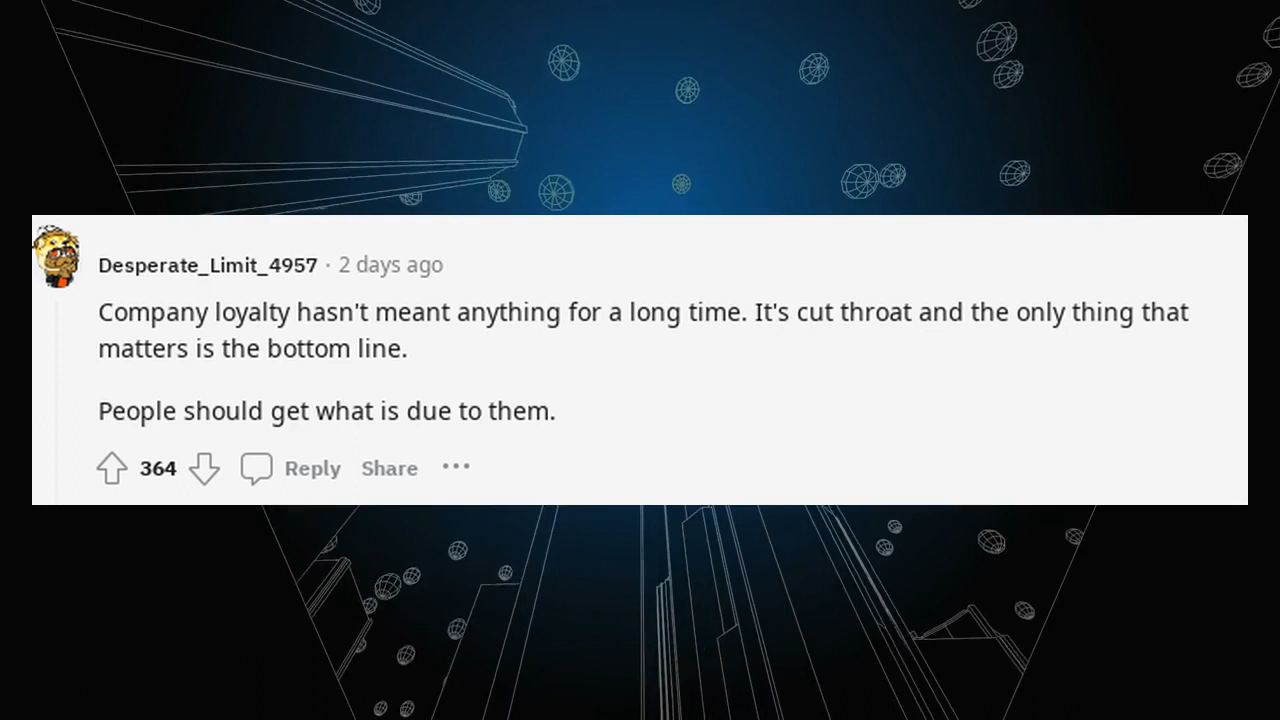 Desperate_Limit_4957 · 2 days ago
Company loyalty hasn't meant anything for a long time. It's cut throat and the only thing that
matters is the bottom line.
People should get what is due to them.
364 Reply Share ···